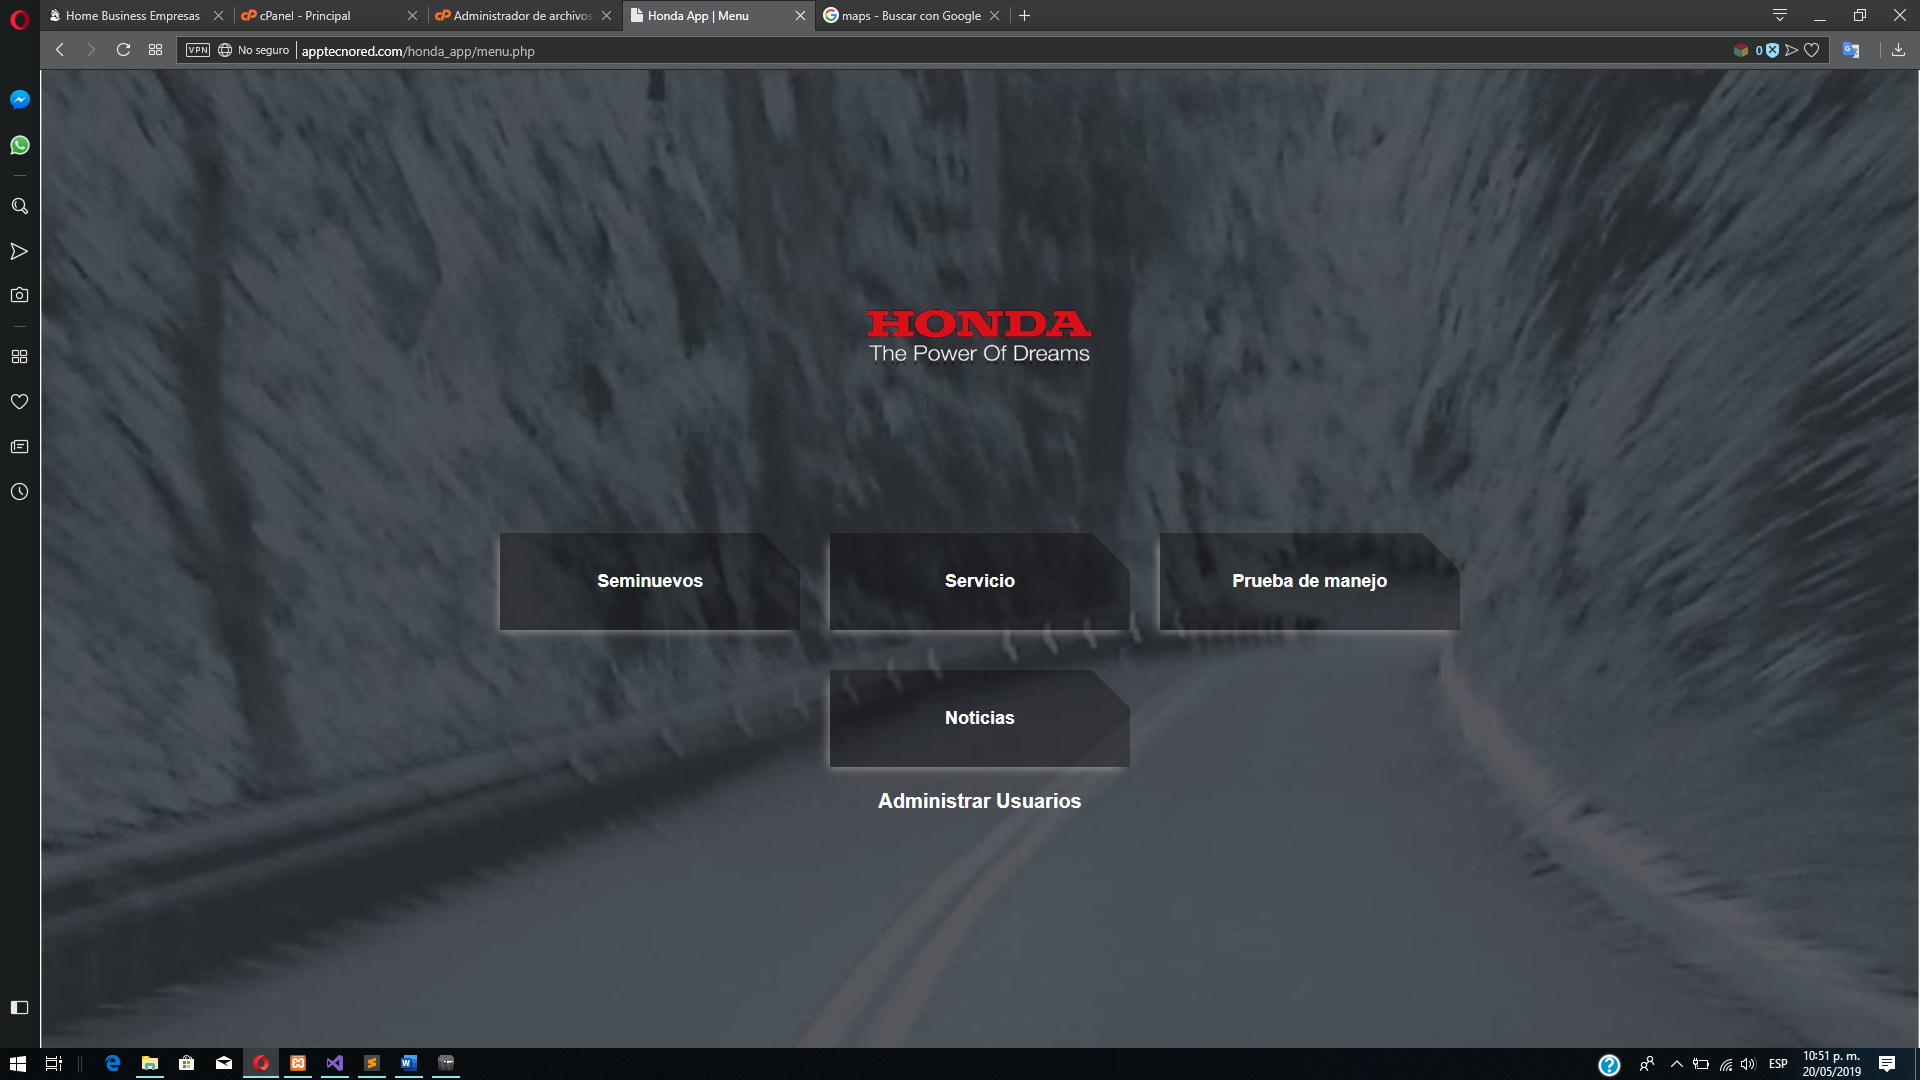 Home Business Empresas
cPanel - Principal
Administrador de archivos
Honda App | Menu
maps - Buscar con Google
VPN
No seguro
apptecnored.com/honda_app/menu.php
0
HONDA
The Power Of Dreams
Seminuevos
Servicio
Prueba de manejo
Noticias
Administrar Usuarios
ESP
10:51 p. m.
20/05/2019